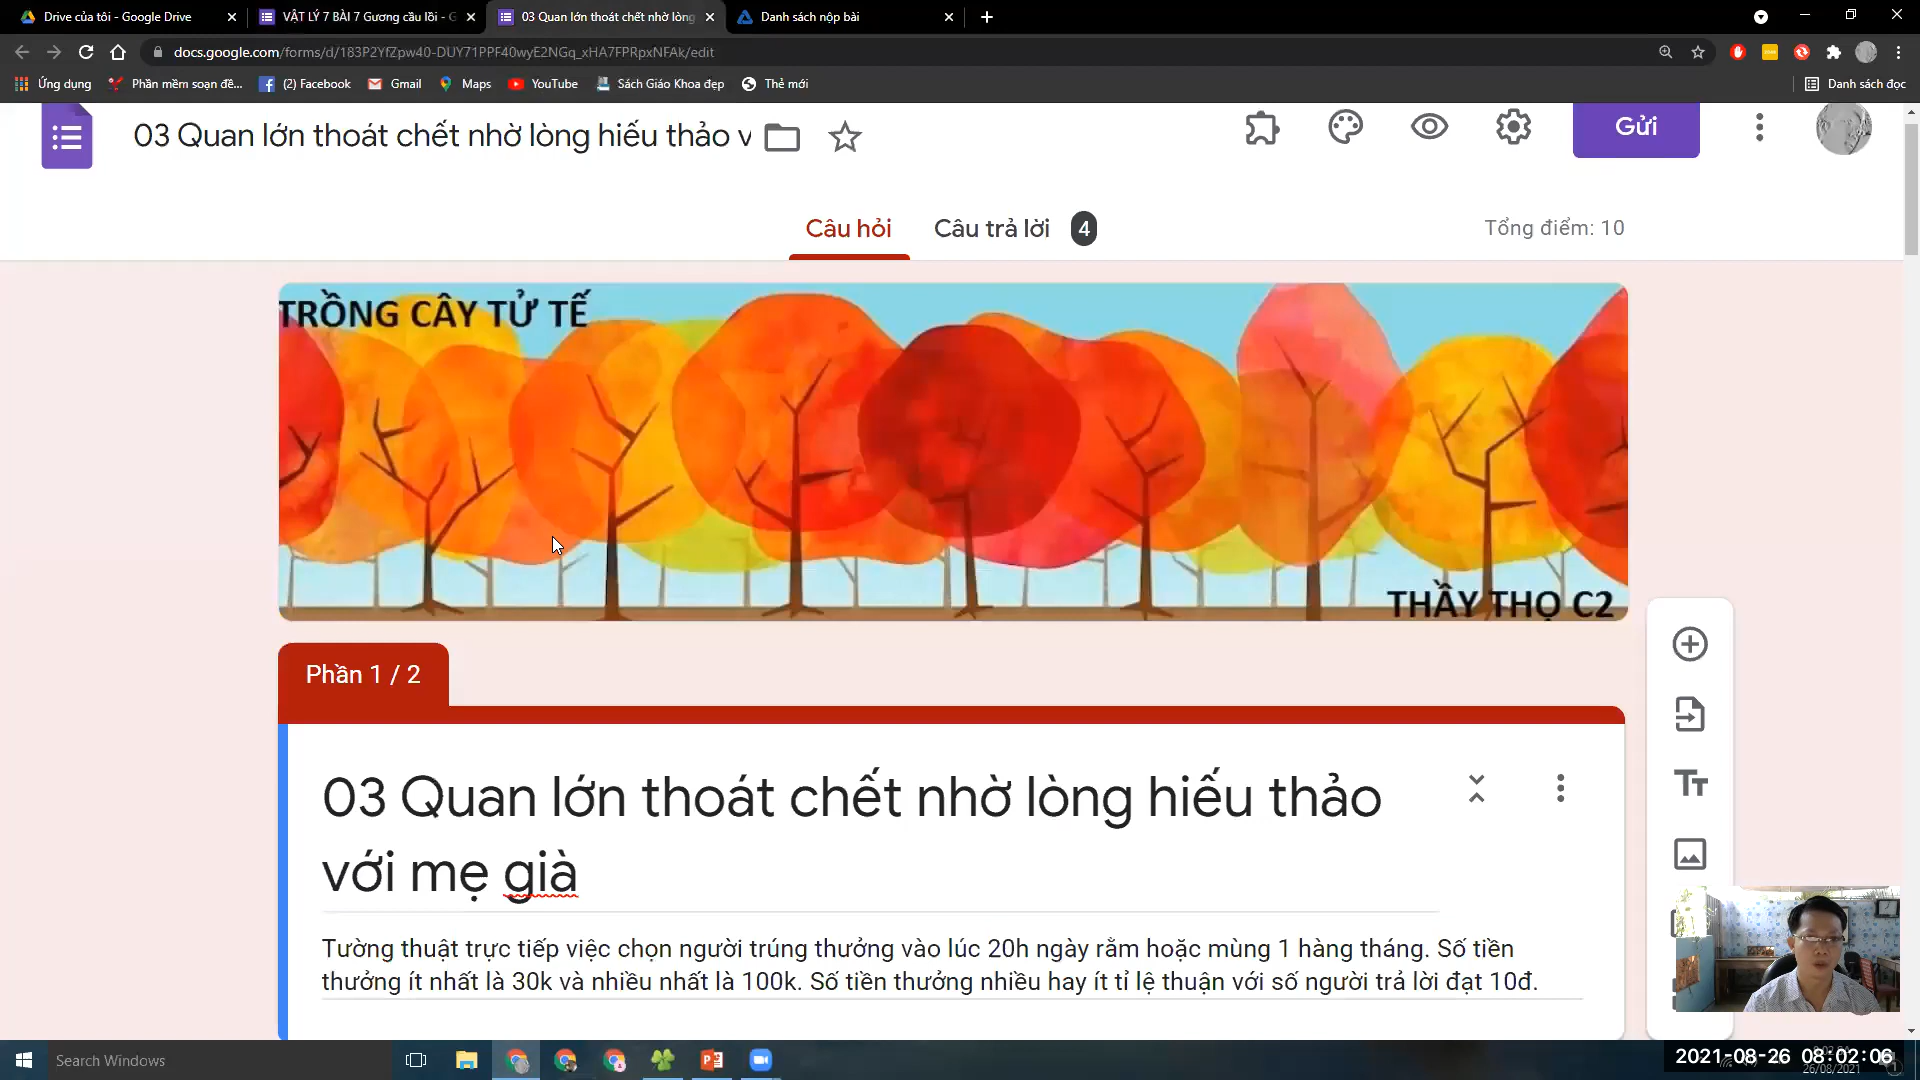 Drive của tôi - Google Drive
VẬT LÝ 7 BÀI 7 Gương cầu lồi - G
03 Quan lớn thoát chết nhờ lòng
Danh sách nộp bài
docs.google.com/forms/d/183P2YfZpw40-DUY71PPF40wyE2NGq_xHA7FPRpxNFAk/edit
Ứng dụng
Phần mềm soạn đề...
(2) Facebook
Gmail
Maps
YouTube
Sách Giáo Khoa đẹp
Thẻ mới
Danh sách đọc
03 Quan lớn thoát chết nhờ lòng hiếu thảo v
Gửi
Câu hỏi
Câu trả lời
4
Tổng điểm: 10
TRỒNG CÂY TỬ TẾ
THẦY THỌ C2
Phần 1 / 2
03 Quan lớn thoát chết nhờ lòng hiếu thảo
với mẹ già
Tường thuật trực tiếp việc chọn người trúng thưởng vào lúc 20h ngày rằm hoặc mùng 1 hàng tháng. Số tiền
thưởng ít nhất là 30k và nhiều nhất là 100k. Số tiền thưởng nhiều hay ít tỉ lệ thuận với số người trả lời đạt 10đ.
Search Windows
2021-08-26 08:02:06
26/08/2021